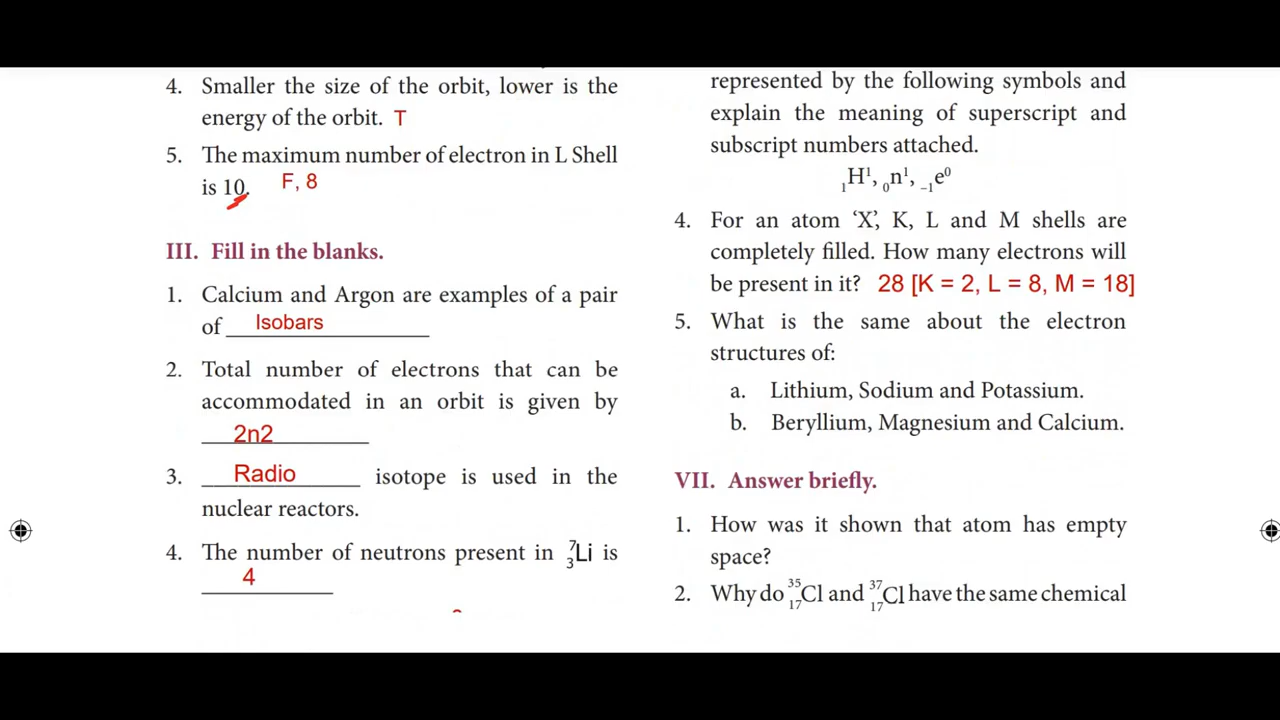 4. Smaller the size of the orbit, lower is the
energy of the orbit. T
5. The maximum number of electron in L Shell
is 10. F, 8
III. Fill in the blanks.
1. Calcium and Argon are examples of a pair
of Isobars
2. Total number of electrons that can be
accommodated in an orbit is given by
2n2
3. Radio isotope is used in the
nuclear reactors.
4. The number of neutrons present in ⁷₃Li is
4
represented by the following symbols and
explain the meaning of superscript and
subscript numbers attached.
₁H¹, ₀n¹, ₋₁e⁰
4. For an atom ‘X’, K, L and M shells are
completely filled. How many electrons will
be present in it? 28 [K = 2, L = 8, M = 18]
5. What is the same about the electron
structures of:
a. Lithium, Sodium and Potassium.
b. Beryllium, Magnesium and Calcium.
VII. Answer briefly.
1. How was it shown that atom has empty
space?
2. Why do ³⁵₁₇Cl and ³⁷₁₇Cl have the same chemical